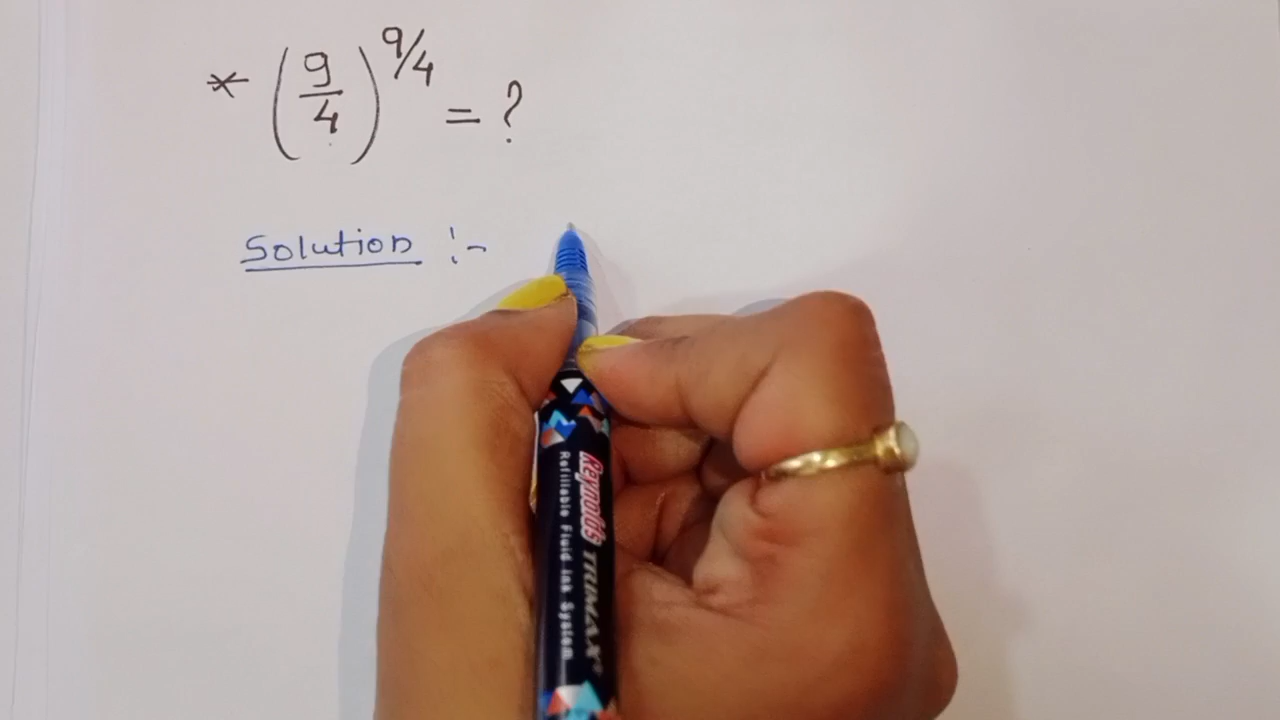 * (9/4)^9/4 = ?
Solution :-
Reynolds TRIMAX®
Refillable Fluid Ink System